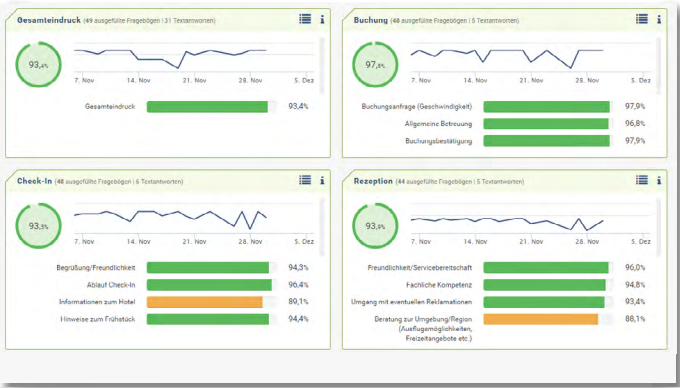 Gesamteindruck (49 ausgefüllte Fragebögen | 31 Textantworten)
93,4%
7. Nov 14. Nov 21. Nov 28. Nov 5. Dez
Gesamteindruck 93,4%
Buchung (48 ausgefüllte Fragebögen | 5 Textantworten)
7. Nov 14. Nov 21. Nov 28. Nov 5. Dez
Buchungsanfrage (Geschwindigkeit) 97,9%
Allgemeine Betreuung 96,8%
Buchungsbestätigung 97,9%
Check-In (48 ausgefüllte Fragebögen | 6 Textantworten)
7. Nov 14. Nov 21. Nov 28. Nov 5. Dez
Begrüßung/Freundlichkeit 94,3%
Ablauf Check-In 96,4%
Informationen zum Hotel 89,1%
Hinweise zum Frühstück 94,4%
Rezeption (44 ausgefüllte Fragebögen | 5 Textantworten)
7. Nov 14. Nov 21. Nov 28. Nov 5. Dez
Freundlichkeit/Servicebereitschaft 96,0%
Fachliche Kompetenz 94,8%
Umgang mit eventuellen Reklamationen 93,4%
Beratung zur Umgebung/Region 88,1%
(Ausflugsmöglichkeiten,
Freizeitangebote etc.)